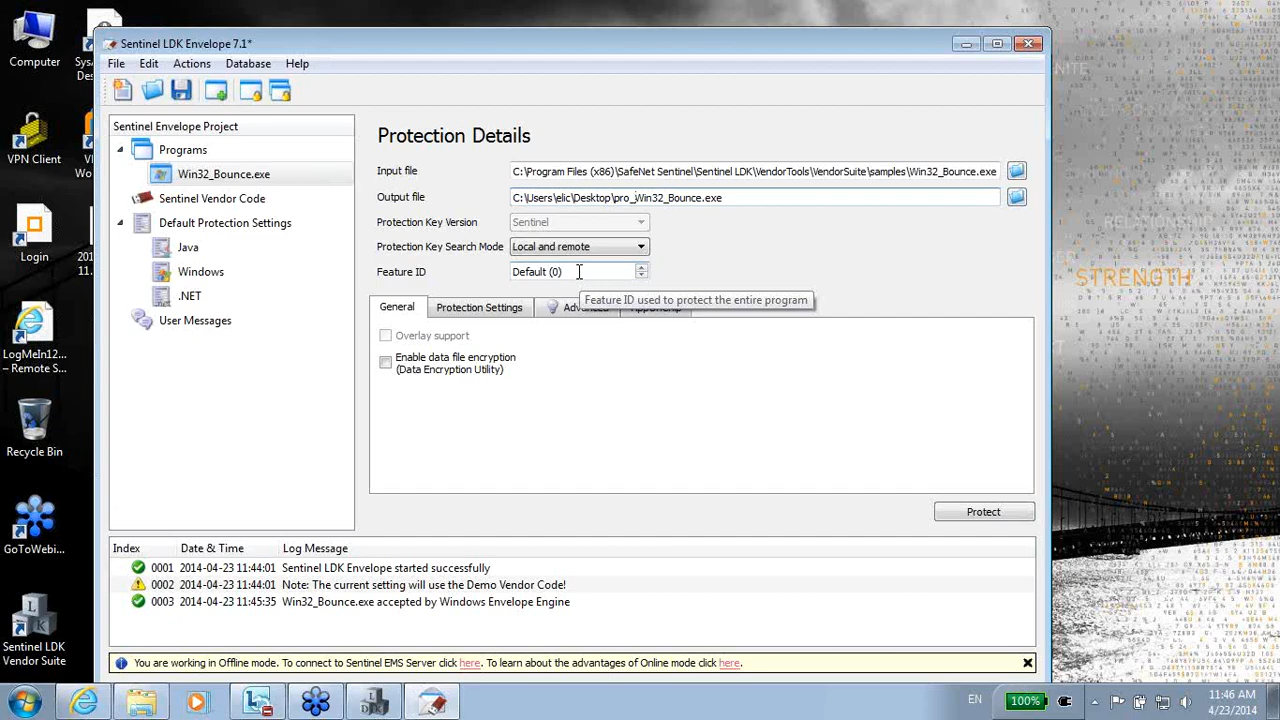 Sentinel LDK Envelope 7.1*
File Edit Actions Database Help
Sentinel Envelope Project
Programs
Win32_Bounce.exe
Sentinel Vendor Code
Default Protection Settings
Java
Windows
.NET
User Messages
Protection Details
Input file C:\Program Files (x86)\SafeNet Sentinel\Sentinel LDK\VendorTools\VendorSuite\samples\Win32_Bounce.exe
Output file C:\Users\elic\Desktop\pro_Win32_Bounce.exe
Protection Key Version Sentinel
Protection Key Search Mode Local and remote
Feature ID Default (0)
Feature ID used to protect the entire program
General Protection Settings Advanced
Overlay support
Enable data file encryption
(Data Encryption Utility)
Protect
Index Date & Time Log Message
0001 2014-04-23 11:44:01 Sentinel LDK Envelope started successfully
0002 2014-04-23 11:44:01 Note: The current setting will use the Demo Vendor Code!
0003 2014-04-23 11:45:35 Win32_Bounce.exe accepted by Windows Envelope Engine
You are working in Offline mode. To connect to Sentinel EMS Server click here. To learn about the advantages of Online mode click here.
Computer
VPN Client
Login
LogMeIn12...
– Remote S...
Recycle Bin
GoToWebi...
Sentinel LDK
Vendor Suite
STRENGTH
EN
100%
11:46 AM
4/23/2014